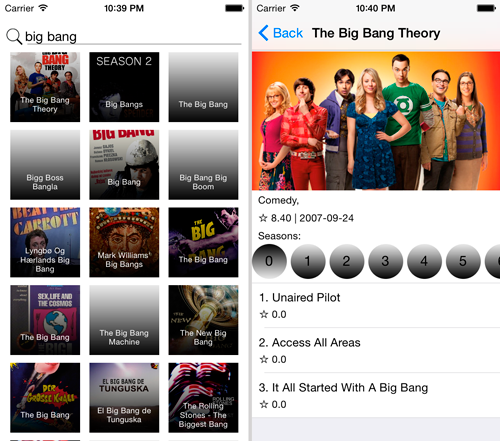 Carrier
10:39 PM
big bang
BIG BANG
The Big Bang
Theory
SEASON 2
Big Bangs
The Big Bang
Bigg Boss
Bangla
BIG BANG
Big Bang
Big Bang Big
Boom
BEAT THE
CARROTT
Lyngbø Og
Hærlands Big
Bang
Mark Williams'
Big Bangs
THE
BIG
The Big Bang
SEX, LIFE AND
THE COSMOS
The Big Bang
The Big Bang
Machine
NEW
The New Big
Bang
DER
GROSSE KNALL
The Big Bang
EL BIG BANG DE
TUNGUSKA
El Big Bang de
Tunguska
The Rolling
Stones - The
Biggest Bang
Carrier
10:40 PM
Back
The Big Bang Theory
Comedy,
☆ 8.40 | 2007-09-24
Seasons:
0
1
2
3
4
5
1. Unaired Pilot
☆ 0.0
2. Access All Areas
☆ 0.0
3. It All Started With A Big Bang
☆ 0.0